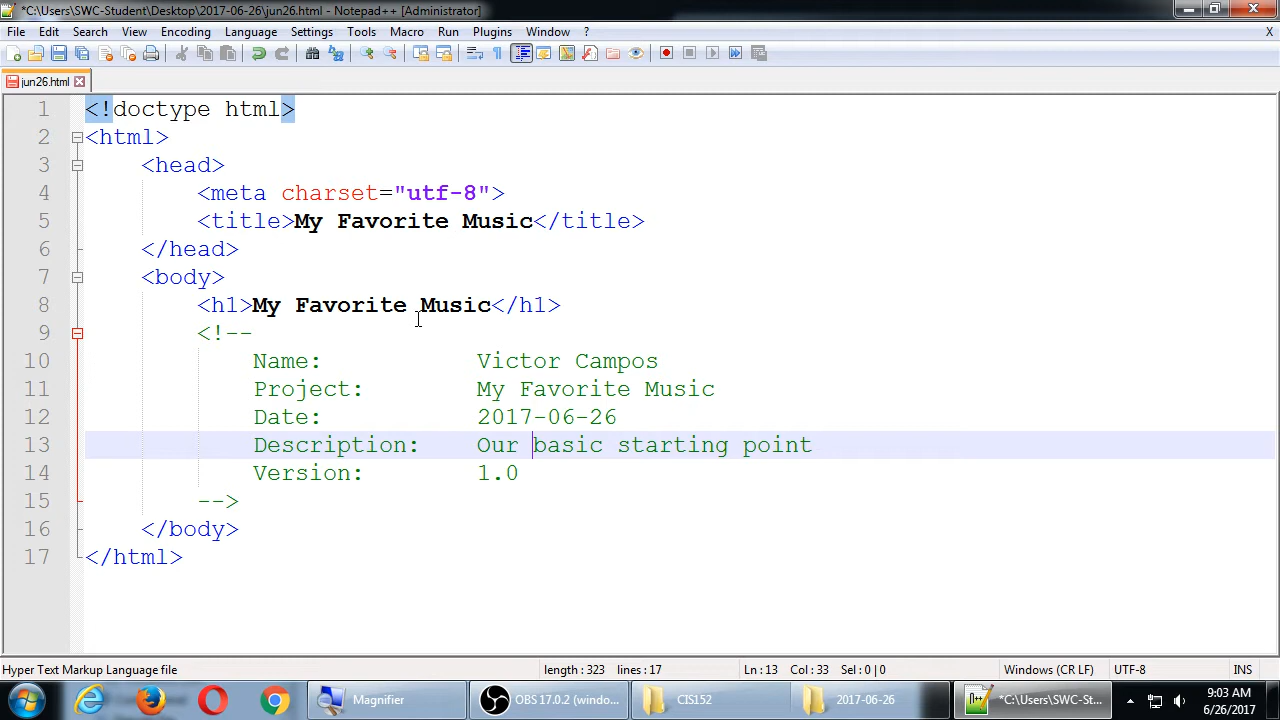 *C:\Users\SWC-Student\Desktop\2017-06-26\jun26.html - Notepad++ [Administrator]
File Edit Search View Encoding Language Settings Tools Macro Run Plugins Window ? X
jun26.html
1 <!doctype html>
2 <html>
3 <head>
4 <meta charset="utf-8">
5 <title>My Favorite Music</title>
6 </head>
7 <body>
8 <h1>My Favorite Music</h1>
9 <!--
10 Name: Victor Campos
11 Project: My Favorite Music
12 Date: 2017-06-26
13 Description: Our basic starting point
14 Version: 1.0
15 -->
16 </body>
17 </html>
Hyper Text Markup Language file length : 323 lines : 17 Ln : 13 Col : 33 Sel : 0 | 0 Windows (CR LF) UTF-8 INS
Magnifier OBS 17.0.2 (windo... CIS152 2017-06-26 *C:\Users\SWC-St... 9:03 AM
6/26/2017